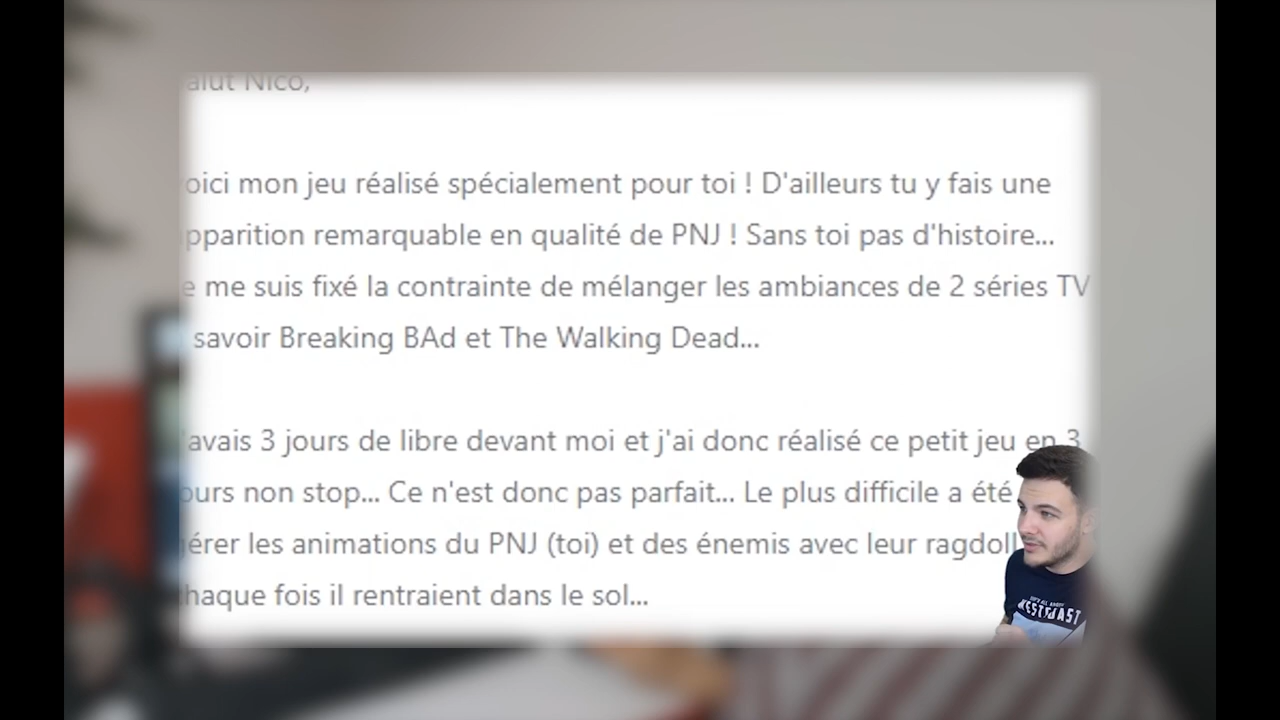 alut Nico,
oici mon jeu réalisé spécialement pour toi ! D'ailleurs tu y fais une
pparition remarquable en qualité de PNJ ! Sans toi pas d'histoire...
e me suis fixé la contrainte de mélanger les ambiances de 2 séries TV
savoir Breaking BAd et The Walking Dead...
avais 3 jours de libre devant moi et j'ai donc réalisé ce petit jeu en 3
ours non stop... Ce n'est donc pas parfait... Le plus difficile a été
érer les animations du PNJ (toi) et des énemis avec leur ragdoll
haque fois il rentraient dans le sol...